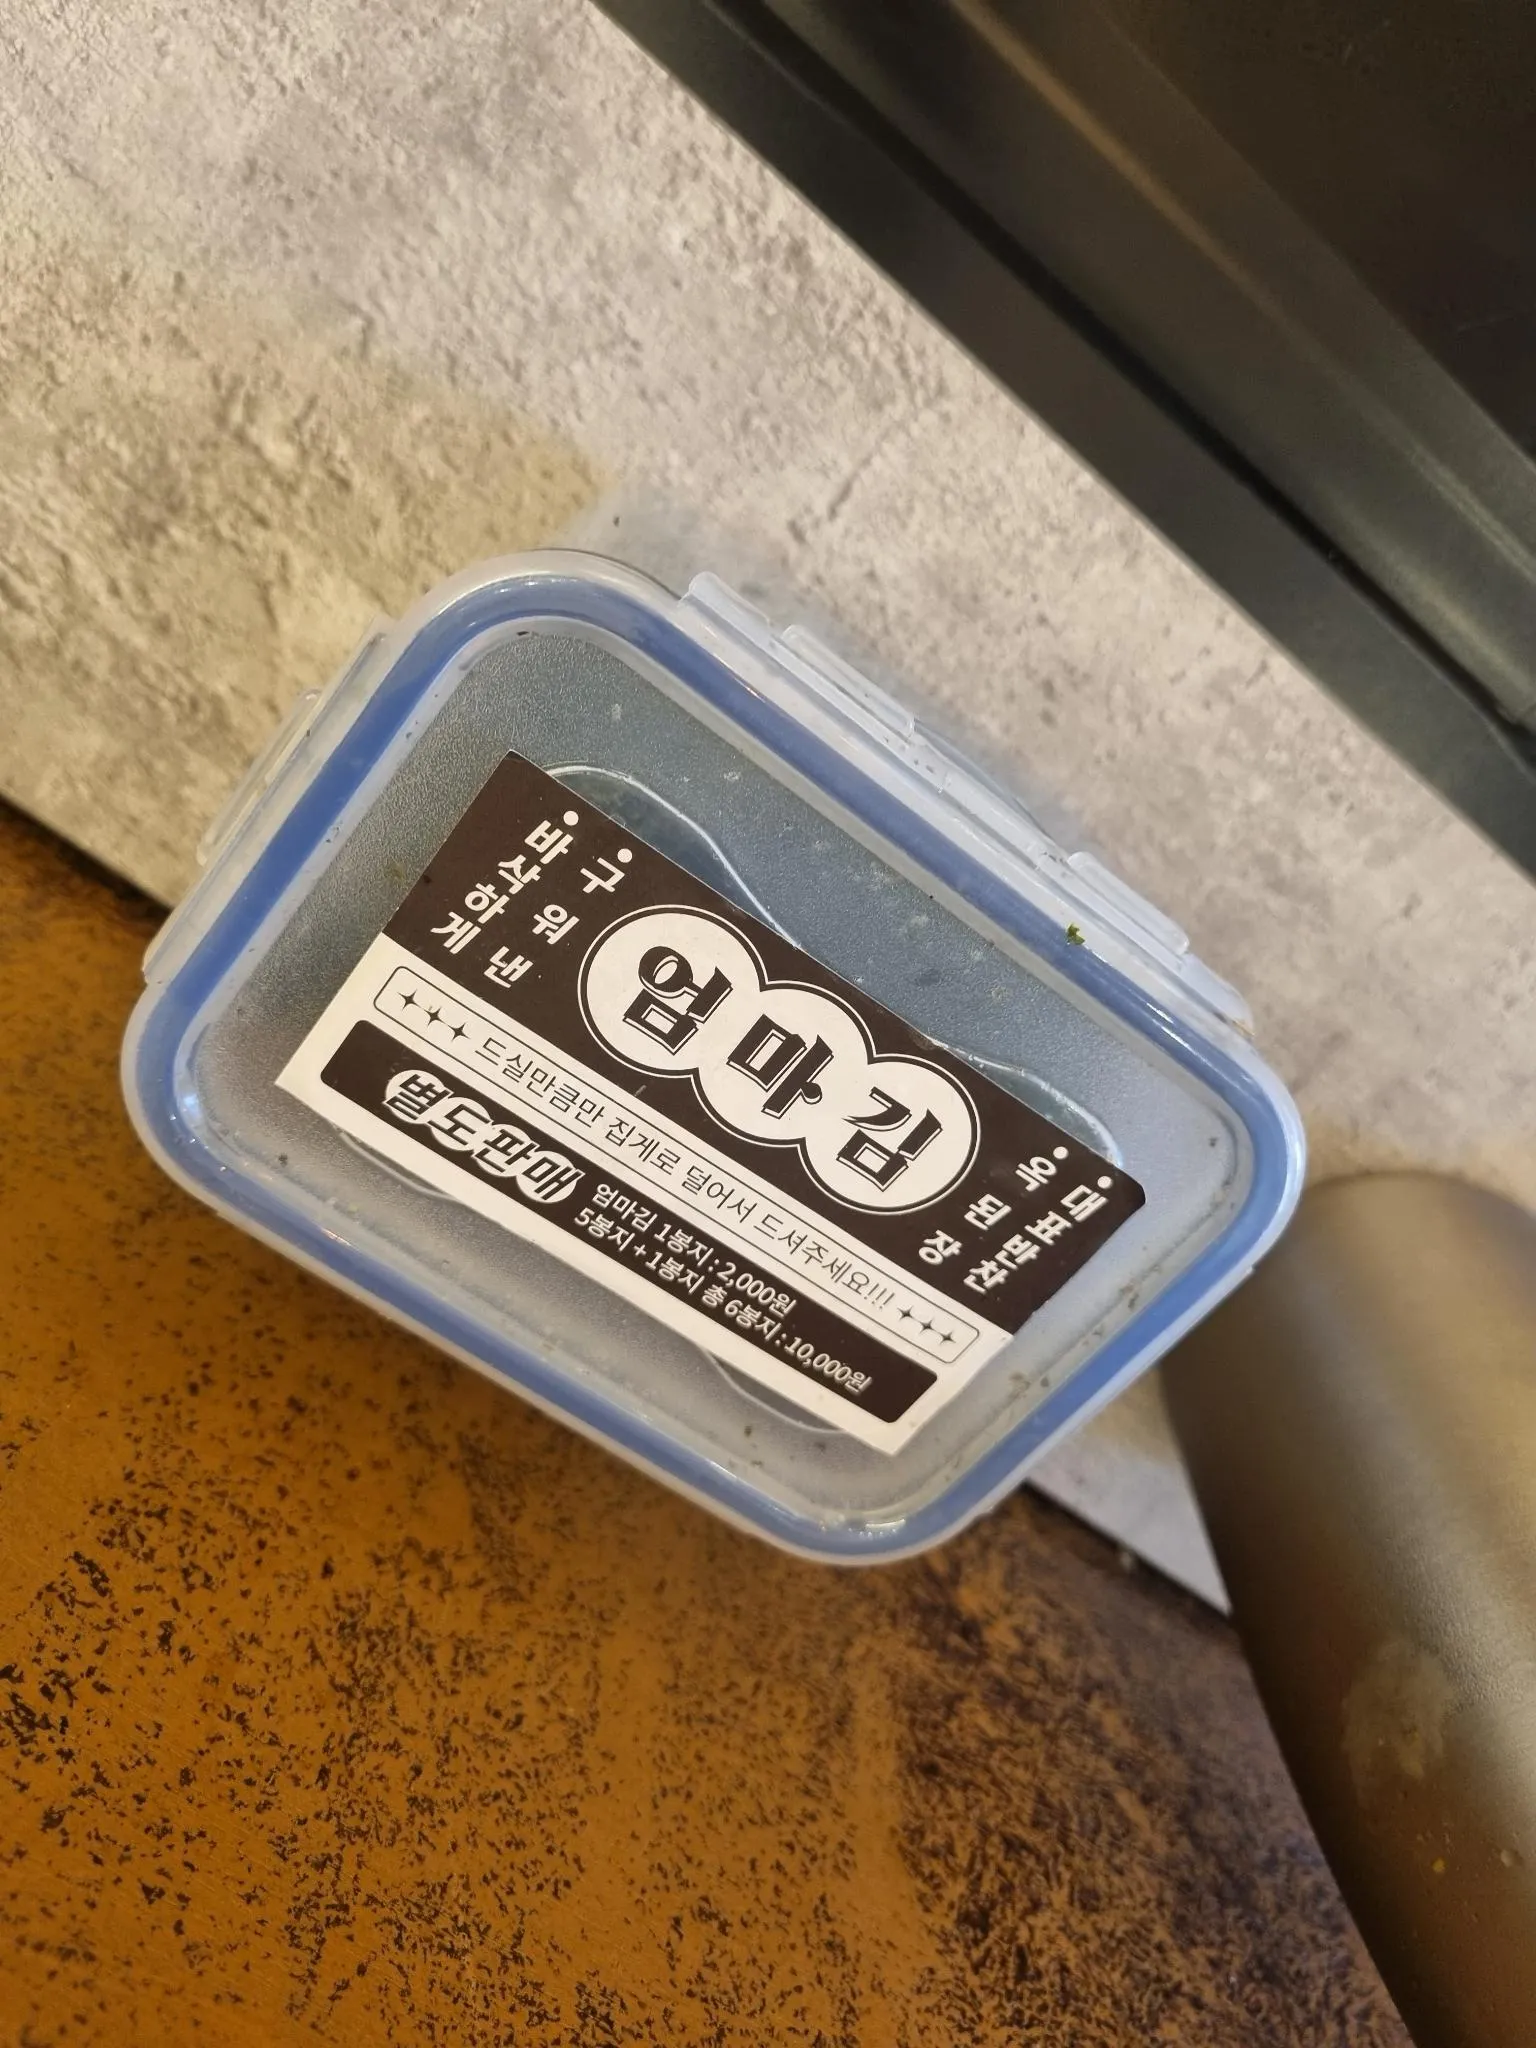 바삭하게
구워낸
엄마김
옥된장
대표반찬
드실만큼만 집게로 덜어서 드셔주세요!!!
별도판매
엄마김 1봉지 : 2,000원
5봉지 + 1봉지 총 6봉지 : 10,000원